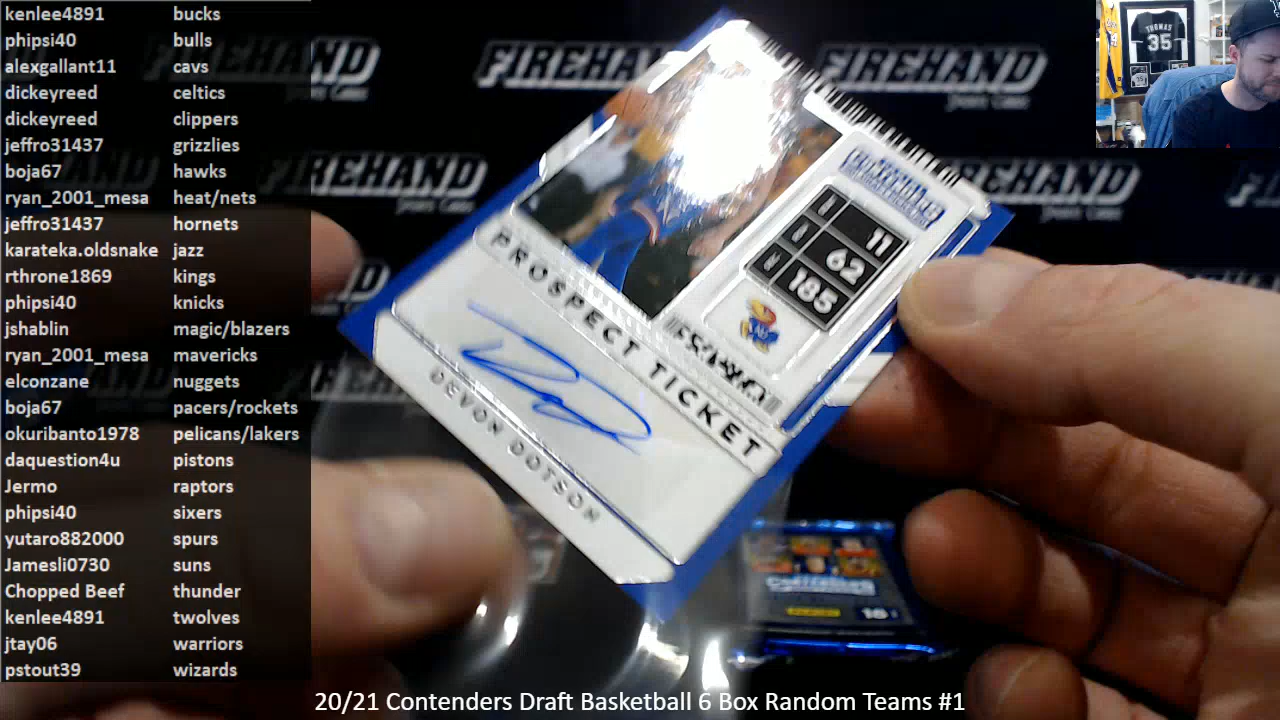 kenlee4891 bucks
phipsi40 bulls
alexgallant11 cavs
dickeyreed celtics
dickeyreed clippers
jeffro31437 grizzlies
boja67 hawks
ryan_2001_mesa heat/nets
jeffro31437 hornets
karateka.oldsnake jazz
rthrone1869 kings
phipsi40 knicks
jshablin magic/blazers
ryan_2001_mesa mavericks
elconzane nuggets
boja67 pacers/rockets
okuribanto1978 pelicans/lakers
daquestion4u pistons
Jermo raptors
phipsi40 sixers
yutaro882000 spurs
Jamesli0730 suns
Chopped Beef thunder
kenlee4891 twolves
jtay06 warriors
pstout39 wizards
FIREHAND
FIREHAND
FIREHAND
FIREHAND
THOMAS
35
CONTENDERS
11
62
185
KU
PROSPECT TICKET
DEVON DOTSON
PANINI
20/21 Contenders Draft Basketball 6 Box Random Teams #1